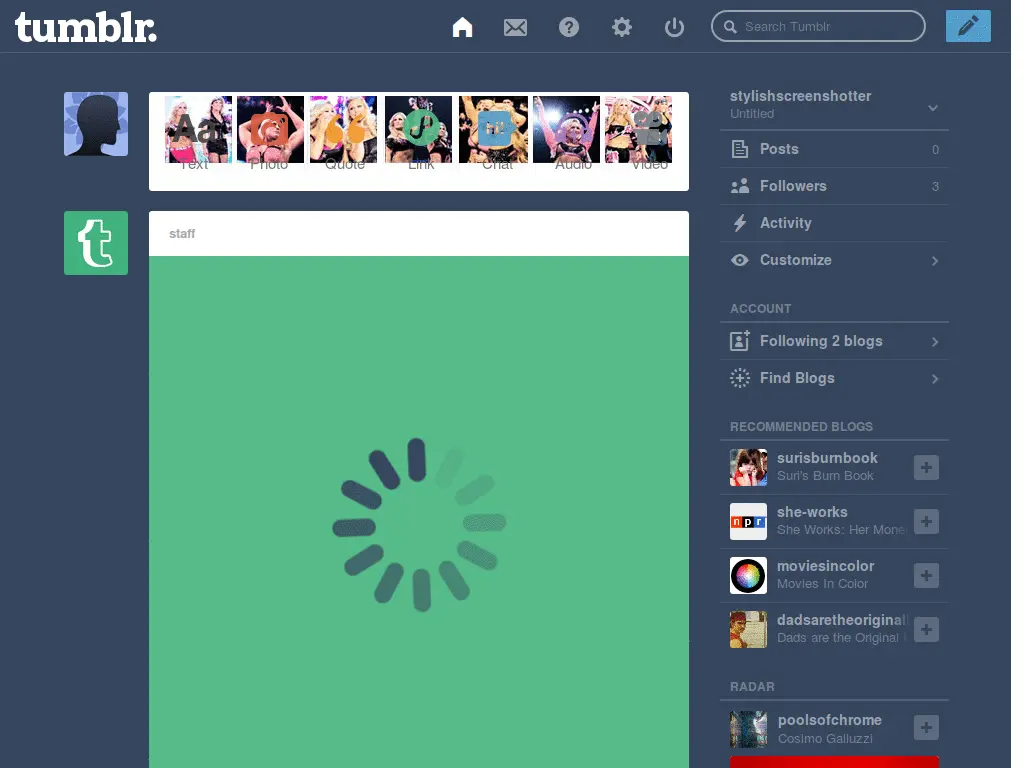 tumblr.
Search Tumblr
Aa
Text
Photo
Quote
Link
Chat
Audio
Video
staff
t
stylishscreenshotter
Untitled
Posts 0
Followers 3
Activity
Customize
ACCOUNT
Following 2 blogs
Find Blogs
RECOMMENDED BLOGS
surisburnbook
Suri's Burn Book
npr
she-works
She Works: Her Mone
moviesincolor
Movies In Color
dadsaretheoriginal
Dads are the Original
RADAR
poolsofchrome
Cosimo Galluzzi